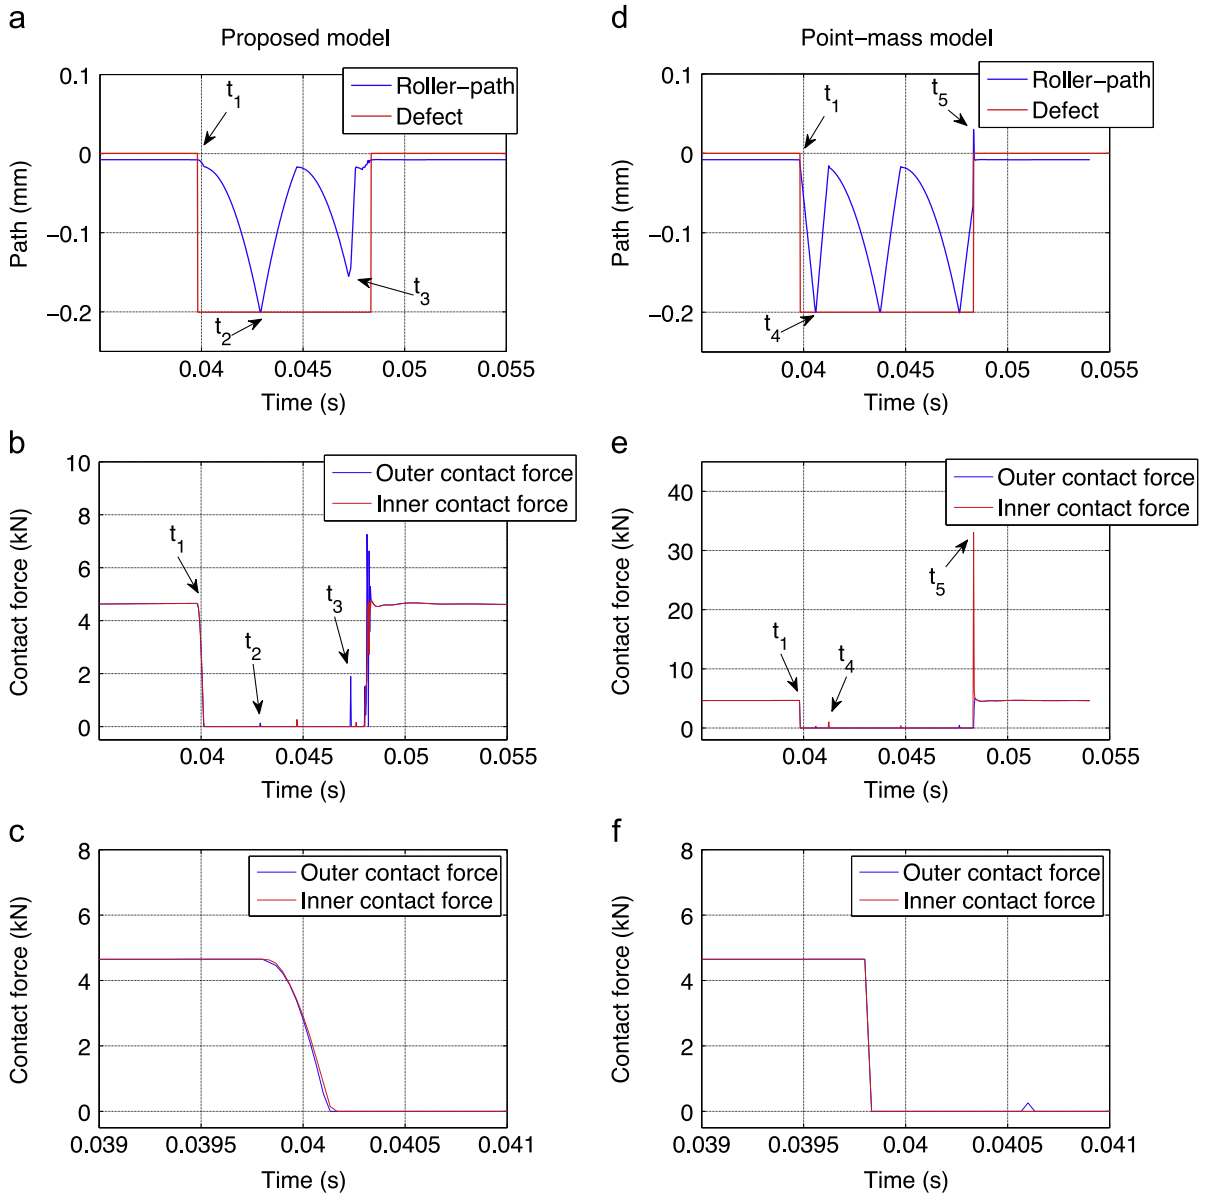 a
Proposed model
0.1
0
−0.1
−0.2
Path (mm)
Roller−path
Defect
t1
t2
t3
0.04
0.045
0.05
0.055
Time (s)
d
Point−mass model
0.1
0
−0.1
−0.2
Path (mm)
Roller−path
Defect
t1
t5
t4
0.04
0.045
0.05
0.055
Time (s)
b
10
8
6
4
2
0
Contact force (kN)
Outer contact force
Inner contact force
t1
t2
t3
0.04
0.045
0.05
0.055
Time (s)
e
40
30
20
10
0
Contact force (kN)
Outer contact force
Inner contact force
t5
t1
t4
0.04
0.045
0.05
0.055
Time (s)
c
8
6
4
2
0
Contact force (kN)
Outer contact force
Inner contact force
0.039
0.0395
0.04
0.0405
0.041
Time (s)
f
8
6
4
2
0
Contact force (kN)
Outer contact force
Inner contact force
0.039
0.0395
0.04
0.0405
0.041
Time (s)